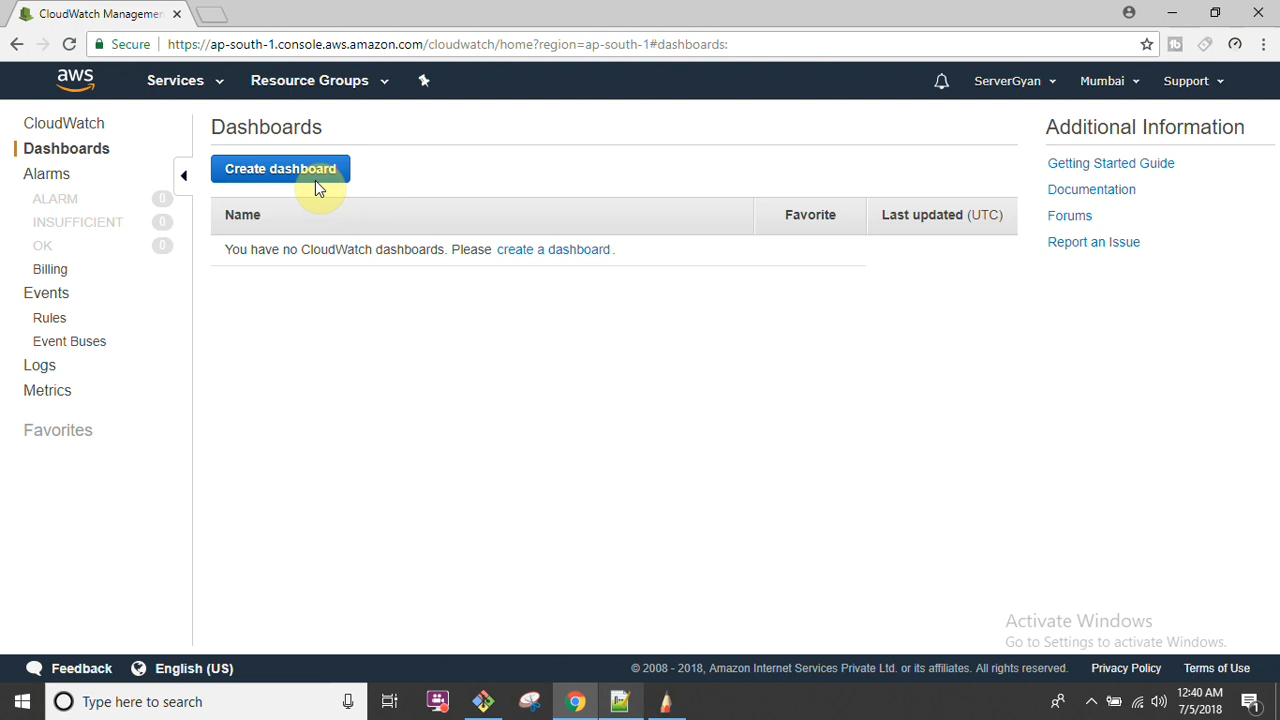 CloudWatch Managemen
Secure
https://ap-south-1.console.aws.amazon.com/cloudwatch/home?region=ap-south-1#dashboards:
aws
Services
Resource Groups
ServerGyan
Mumbai
Support
CloudWatch
Dashboards
Alarms
ALARM 0
INSUFFICIENT 0
OK 0
Billing
Events
Rules
Event Buses
Logs
Metrics
Favorites
Dashboards
Create dashboard
Name Favorite Last updated (UTC)
You have no CloudWatch dashboards. Please create a dashboard.
Additional Information
Getting Started Guide
Documentation
Forums
Report an Issue
Activate Windows
Go to Settings to activate Windows.
Feedback
English (US)
© 2008 - 2018, Amazon Internet Services Private Ltd. or its affiliates. All rights reserved.
Privacy Policy
Terms of Use
Type here to search
12:40 AM
7/5/2018
1